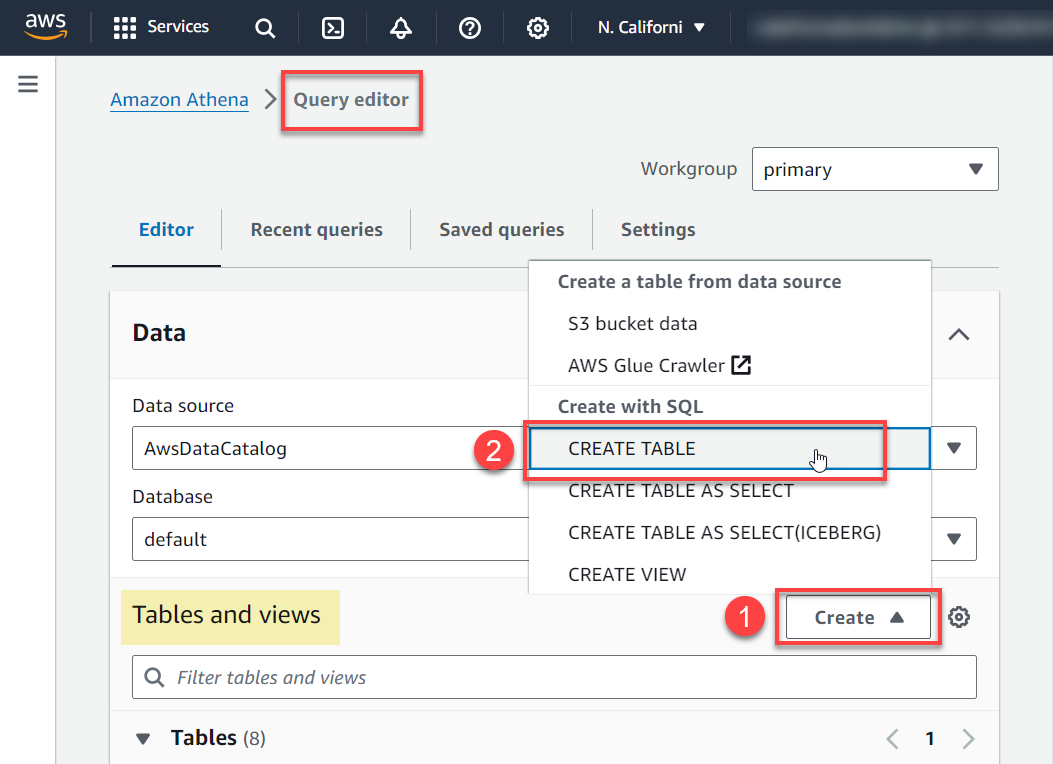 aws
Services
N. Californi
Amazon Athena
Query editor
Workgroup
primary
Editor
Recent queries
Saved queries
Settings
Create a table from data source
S3 bucket data
AWS Glue Crawler
Create with SQL
CREATE TABLE
CREATE TABLE AS SELECT
CREATE TABLE AS SELECT(ICEBERG)
CREATE VIEW
Data
Data source
AwsDataCatalog
2
Database
default
Tables and views
1
Create
Filter tables and views
Tables (8)
1